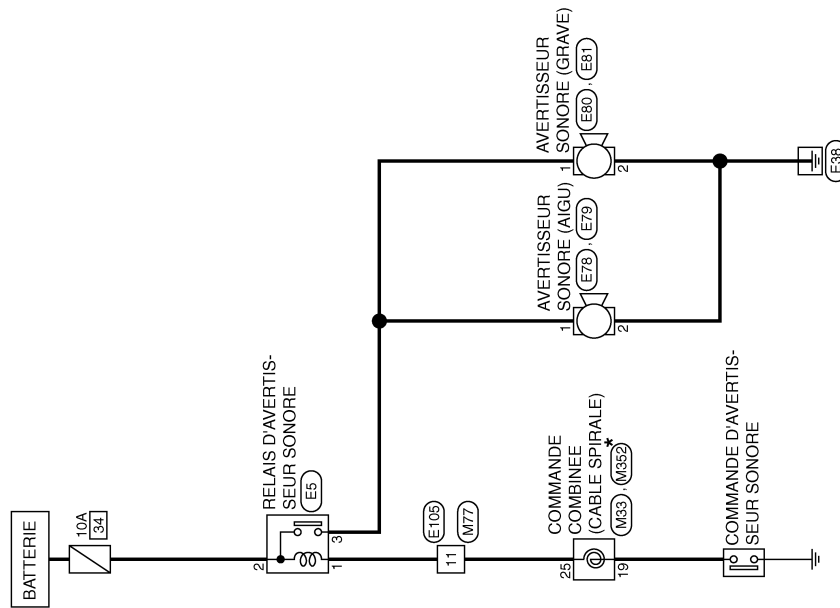 BATTERIE
10A
34
RELAIS D'AVERTIS-
SEUR SONORE
E5
2
1
3
E105
11
M77
COMMANDE
COMBINEE
(CABLE SPIRALE)
M33 , M352 *
25
19
COMMANDE D'AVERTIS-
SEUR SONORE
AVERTISSEUR
SONORE (AIGU)
E78 , E79
1
2
AVERTISSEUR
SONORE (GRAVE)
E80 , E81
1
2
E38